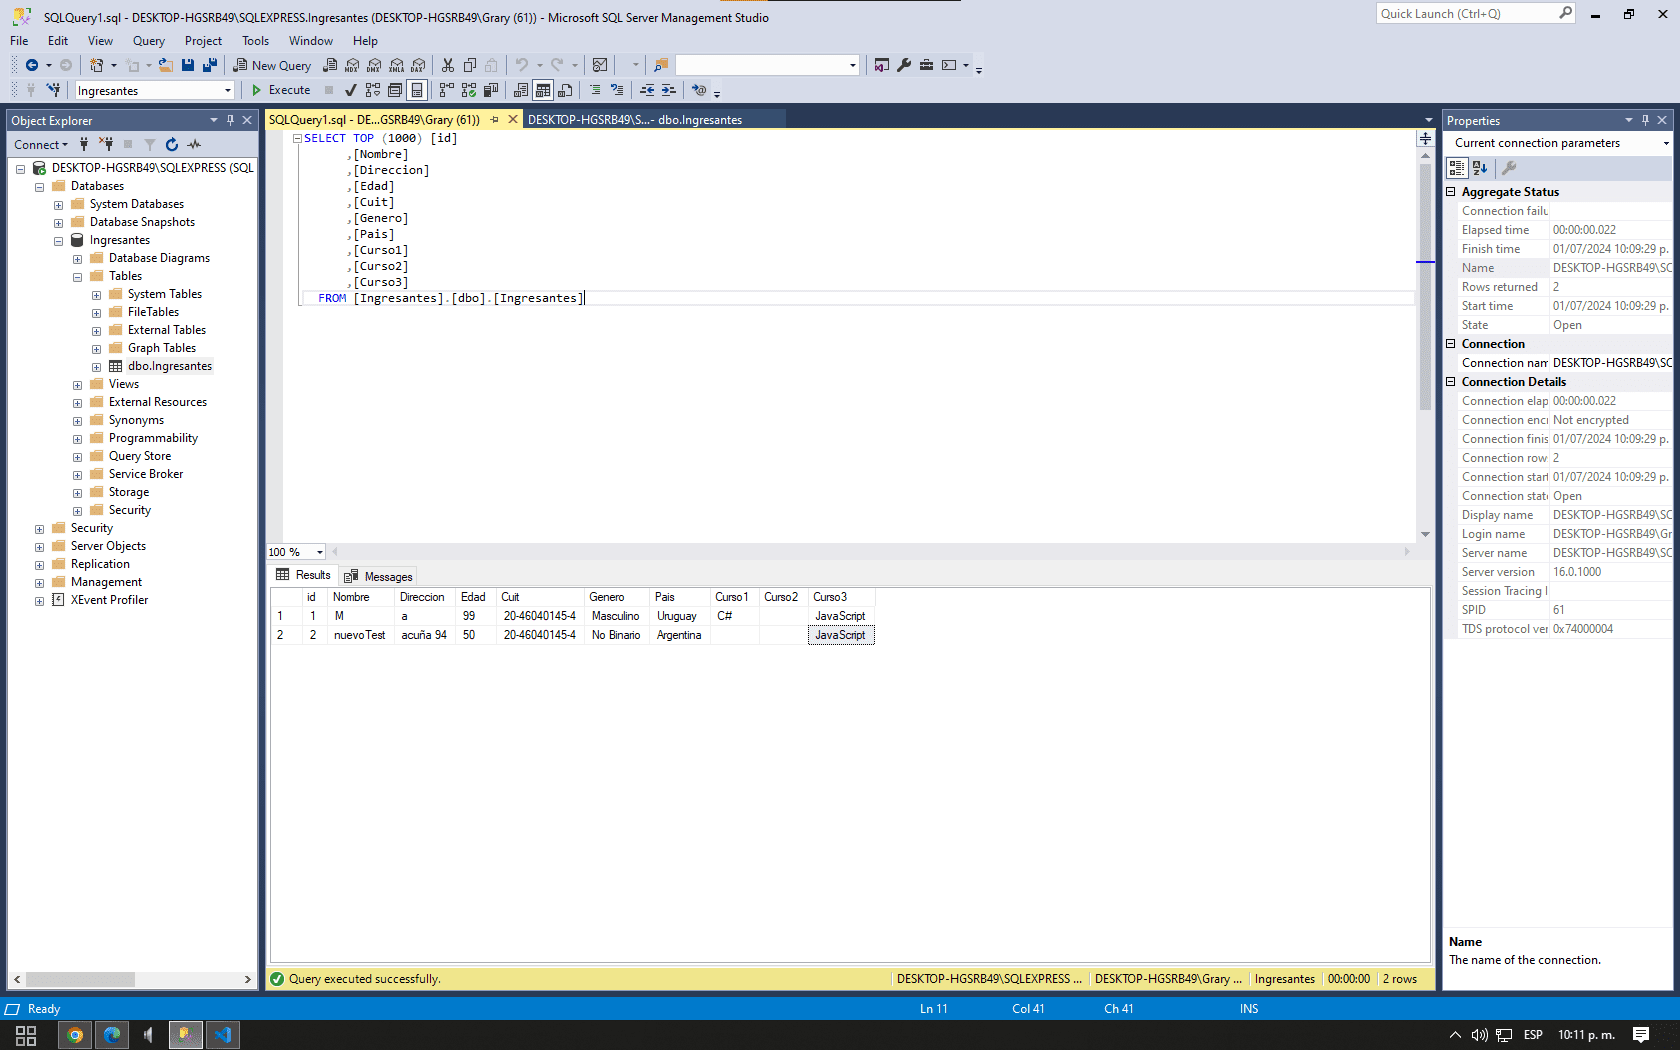 SQLQuery1.sql - DESKTOP-HGSRB49\SQLEXPRESS.Ingresantes (DESKTOP-HGSRB49\Grary (61)) - Microsoft SQL Server Management Studio
Quick Launch (Ctrl+Q)
File Edit View Query Project Tools Window Help
New Query MDX DMX XMLA DAX
Ingresantes Execute
Object Explorer
Connect
DESKTOP-HGSRB49\SQLEXPRESS (SQL
Databases
System Databases
Database Snapshots
Ingresantes
Database Diagrams
Tables
System Tables
FileTables
External Tables
Graph Tables
dbo.Ingresantes
Views
External Resources
Synonyms
Programmability
Query Store
Service Broker
Storage
Security
Security
Server Objects
Replication
Management
XEvent Profiler
SQLQuery1.sql - DE...GSRB49\Grary (61)) DESKTOP-HGSRB49\S...- dbo.Ingresantes
SELECT TOP (1000) [id]
,[Nombre]
,[Direccion]
,[Edad]
,[Cuit]
,[Genero]
,[Pais]
,[Curso1]
,[Curso2]
,[Curso3]
FROM [Ingresantes].[dbo].[Ingresantes]
100 %
Results Messages
id Nombre Direccion Edad Cuit Genero Pais Curso1 Curso2 Curso3
1 1 M a 99 20-46040145-4 Masculino Uruguay C# JavaScript
2 2 nuevoTest acuña 94 50 20-46040145-4 No Binario Argentina JavaScript
Query executed successfully. DESKTOP-HGSRB49\SQLEXPRESS ... DESKTOP-HGSRB49\Grary ... Ingresantes 00:00:00 2 rows
Properties
Current connection parameters
Aggregate Status
Connection failu
Elapsed time 00:00:00.022
Finish time 01/07/2024 10:09:29 p.
Name DESKTOP-HGSRB49\SC
Rows returned 2
Start time 01/07/2024 10:09:29 p.
State Open
Connection
Connection nam DESKTOP-HGSRB49\SC
Connection Details
Connection elap 00:00:00.022
Connection encr Not encrypted
Connection finis 01/07/2024 10:09:29 p.
Connection row 2
Connection start 01/07/2024 10:09:29 p.
Connection stat Open
Display name DESKTOP-HGSRB49\SC
Login name DESKTOP-HGSRB49\Gr
Server name DESKTOP-HGSRB49\SC
Server version 16.0.1000
Session Tracing I
SPID 61
TDS protocol ver 0x74000004
Name
The name of the connection.
Ready Ln 11 Col 41 Ch 41 INS
ESP 10:11 p. m.